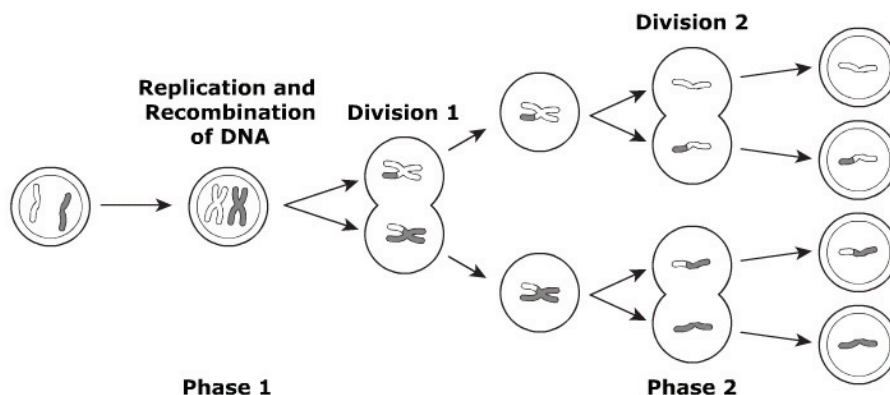 Division 2
Replication and
Recombination
of DNA
Division 1
Phase 1
Phase 2